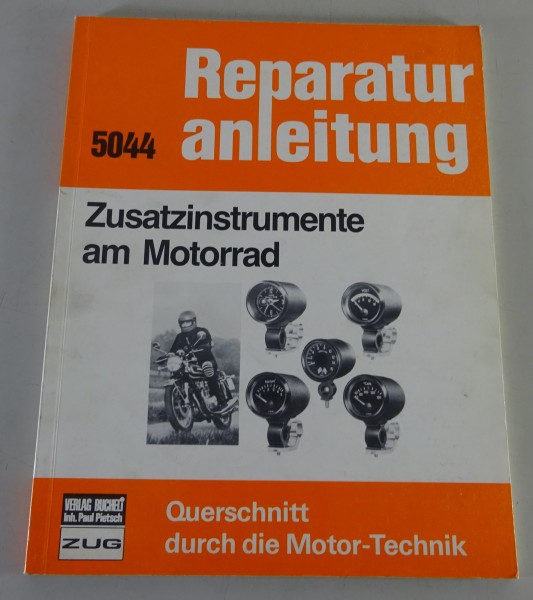 Reparatur
5044 anleitung
Zusatzinstrumente
am Motorrad
VERLAG BUCHELI
Inh. Paul Pietsch
ZUG
Querschnitt
durch die Motor-Technik